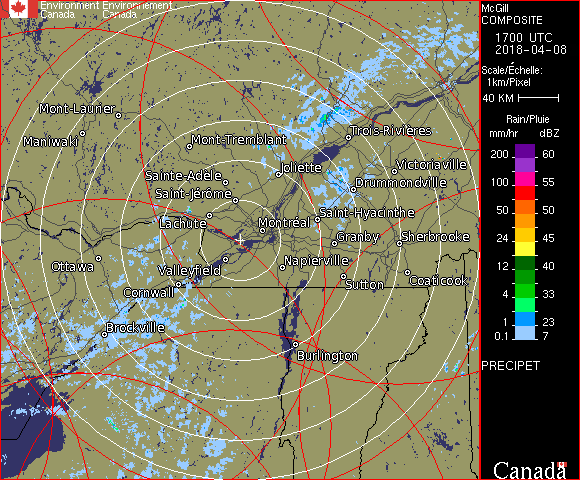 Environment Environnement
Canada Canada
McGill
COMPOSITE
1700 UTC
2018-04-08
Scale/Échelle:
1km/Pixel
40 KM
Rain/Pluie
mm/hr dBZ
200 60
100 55
50 50
24 45
12 40
4 33
1 28
0.5 23
0.1 7
PRECIPET
Canada
Mont-Laurier
Maniwaki
Mont-Tremblant
Trois-Rivières
Joliette
Victoriaville
Sainte-Adèle
Drummondville
Saint-Jérôme
Lachute
Saint-Hyacinthe
Montréal
Granby
Sherbrooke
Ottawa
Valleyfield
Napierville
Cornwall
Sutton
Coaticook
Brockville
Burlington